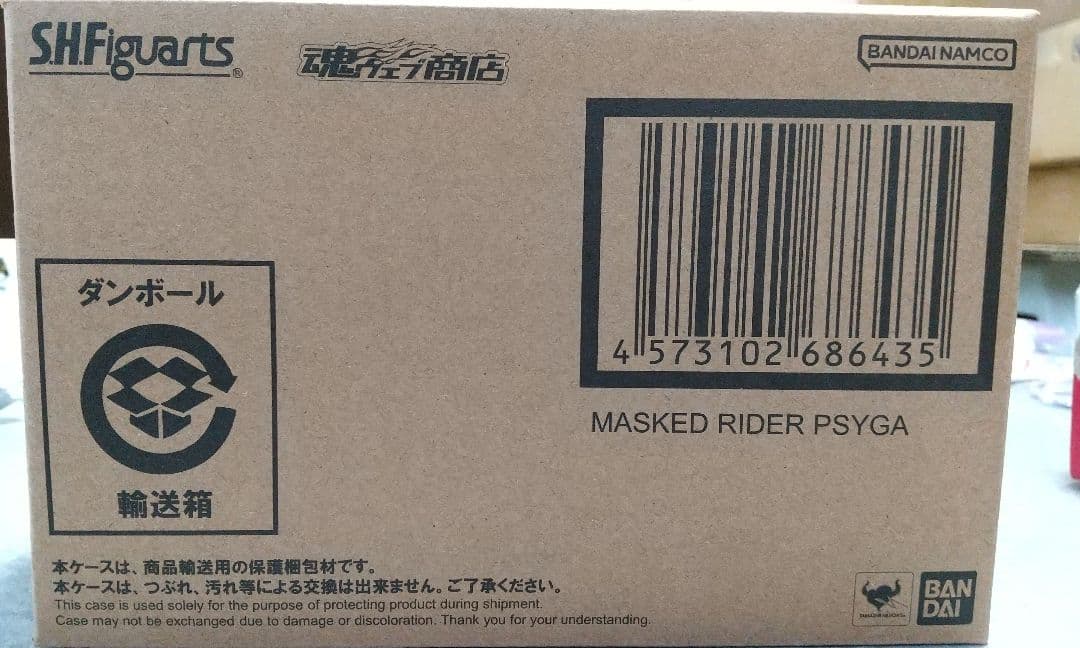 S.H.Figuarts®
魂ウェブ商店
BANDAI NAMCO
4 573102 686435
MASKED RIDER PSYGA
ダンボール
輸送箱
本ケースは、商品輸送用の保護梱包材です。
本ケースは、つぶれ、汚れ等による交換は出来ません。ご了承ください。
This case is used solely for the purpose of protecting product during shipment.
Case may not be exchanged due to damage or discoloration. Thank you for your understanding.
BAN
DAI